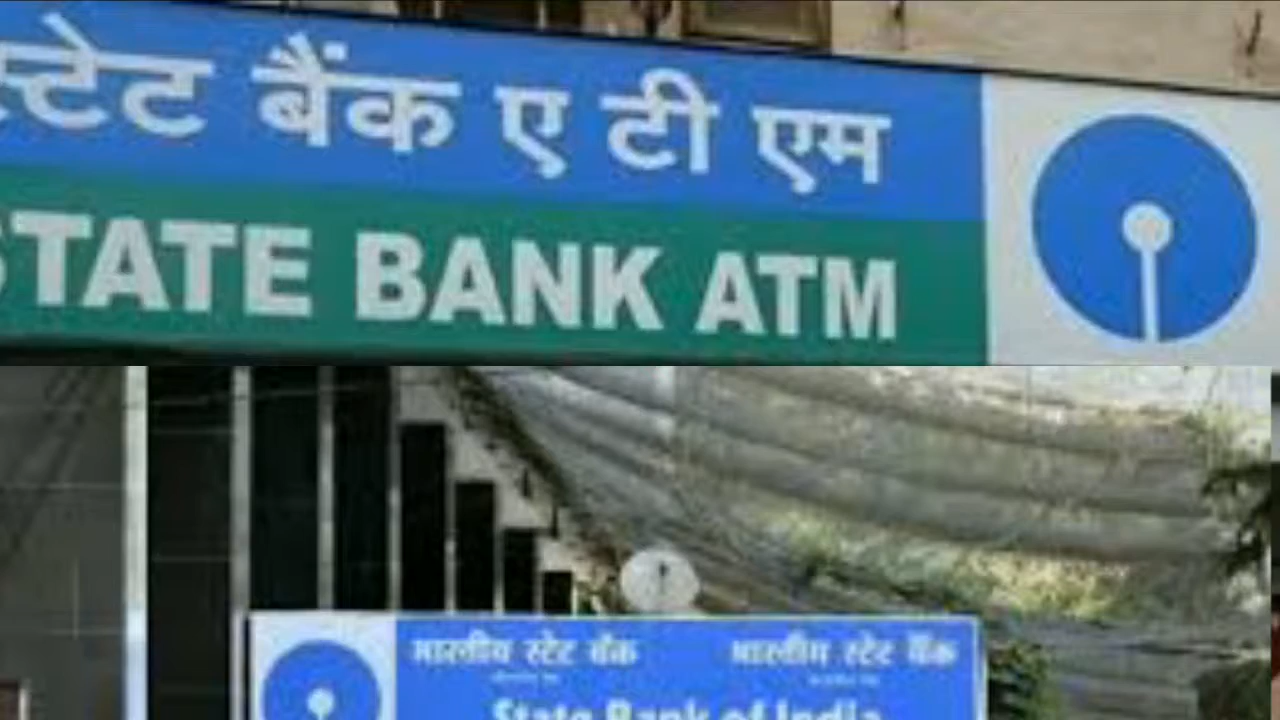 स्टेट बैंक ए टी एम
STATE BANK ATM
भारतीय स्टेट बैंक भारतीय स्टेट बैंक
State Bank of India